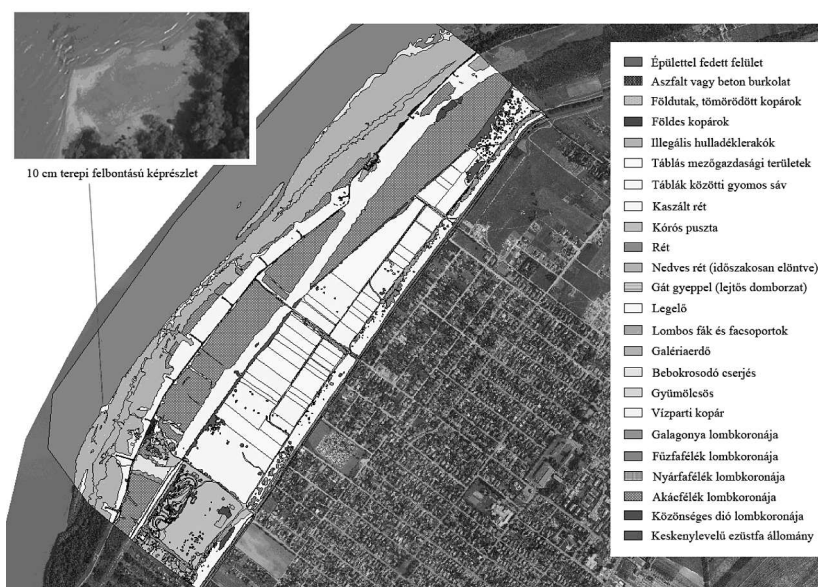 10 cm terepi felbontású képrészlet
Épülettel fedett felület
Aszfalt vagy beton burkolat
Földutak, tömörödött kopárok
Földes kopárok
Illegális hulladéklerakók
Táblás mezőgazdasági területek
Táblák közötti gyomos sáv
Kaszált rét
Kórós puszta
Rét
Nedves rét (időszakosan elöntve)
Gát gyeppel (lejtős domborzat)
Legelő
Lombos fák és facsoportok
Galériaerdő
Bebokrosodó cserjés
Gyümölcsös
Vízparti kopár
Galagonya lombkoronája
Fűzfafélék lombkoronája
Nyárfafélék lombkoronája
Akácfélék lombkoronája
Közönséges dió lombkoronája
Keskenylevelű ezüstfa állomány